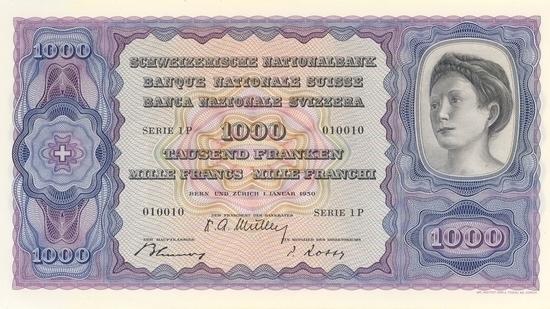 1000
SCHWEIZERISCHE NATIONALBANK
BANQUE NATIONALE SUISSE
BANCA NAZIONALE SVIZZERA
SERIE 1P 1000 010010
TAUSEND FRANKEN
MILLE FRANCS MILLE FRANCHI
BERN UND ZÜRICH 1. JANUAR 1950
010010 SERIE 1P
DER PRÄSIDENT DES BANKRATES
DER HAUPTKASSIER
EIN MITGLIED DES DIREKTORIUMS
1000
1000